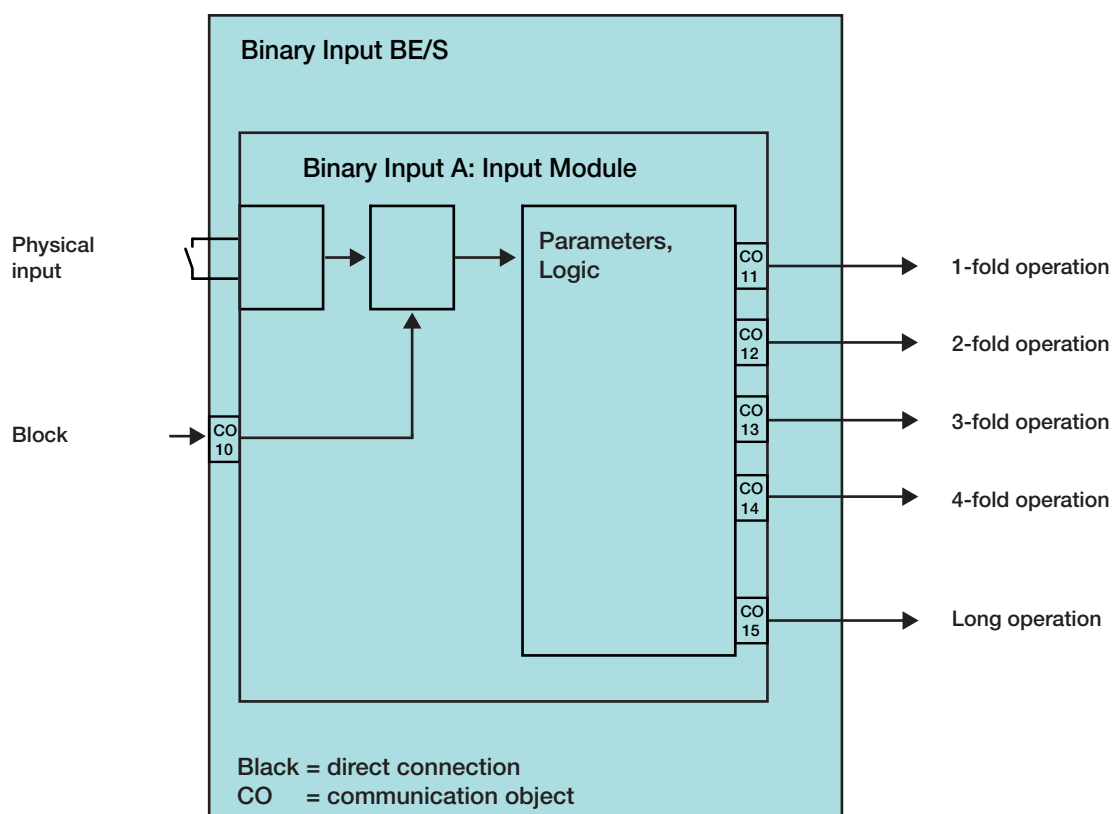 Binary Input BE/S
Binary Input A: Input Module
Physical
input
Parameters,
Logic
CO
11
1-fold operation
CO
12
2-fold operation
CO
13
3-fold operation
Block
CO
10
CO
14
4-fold operation
CO
15
Long operation
Black = direct connection
CO = communication object